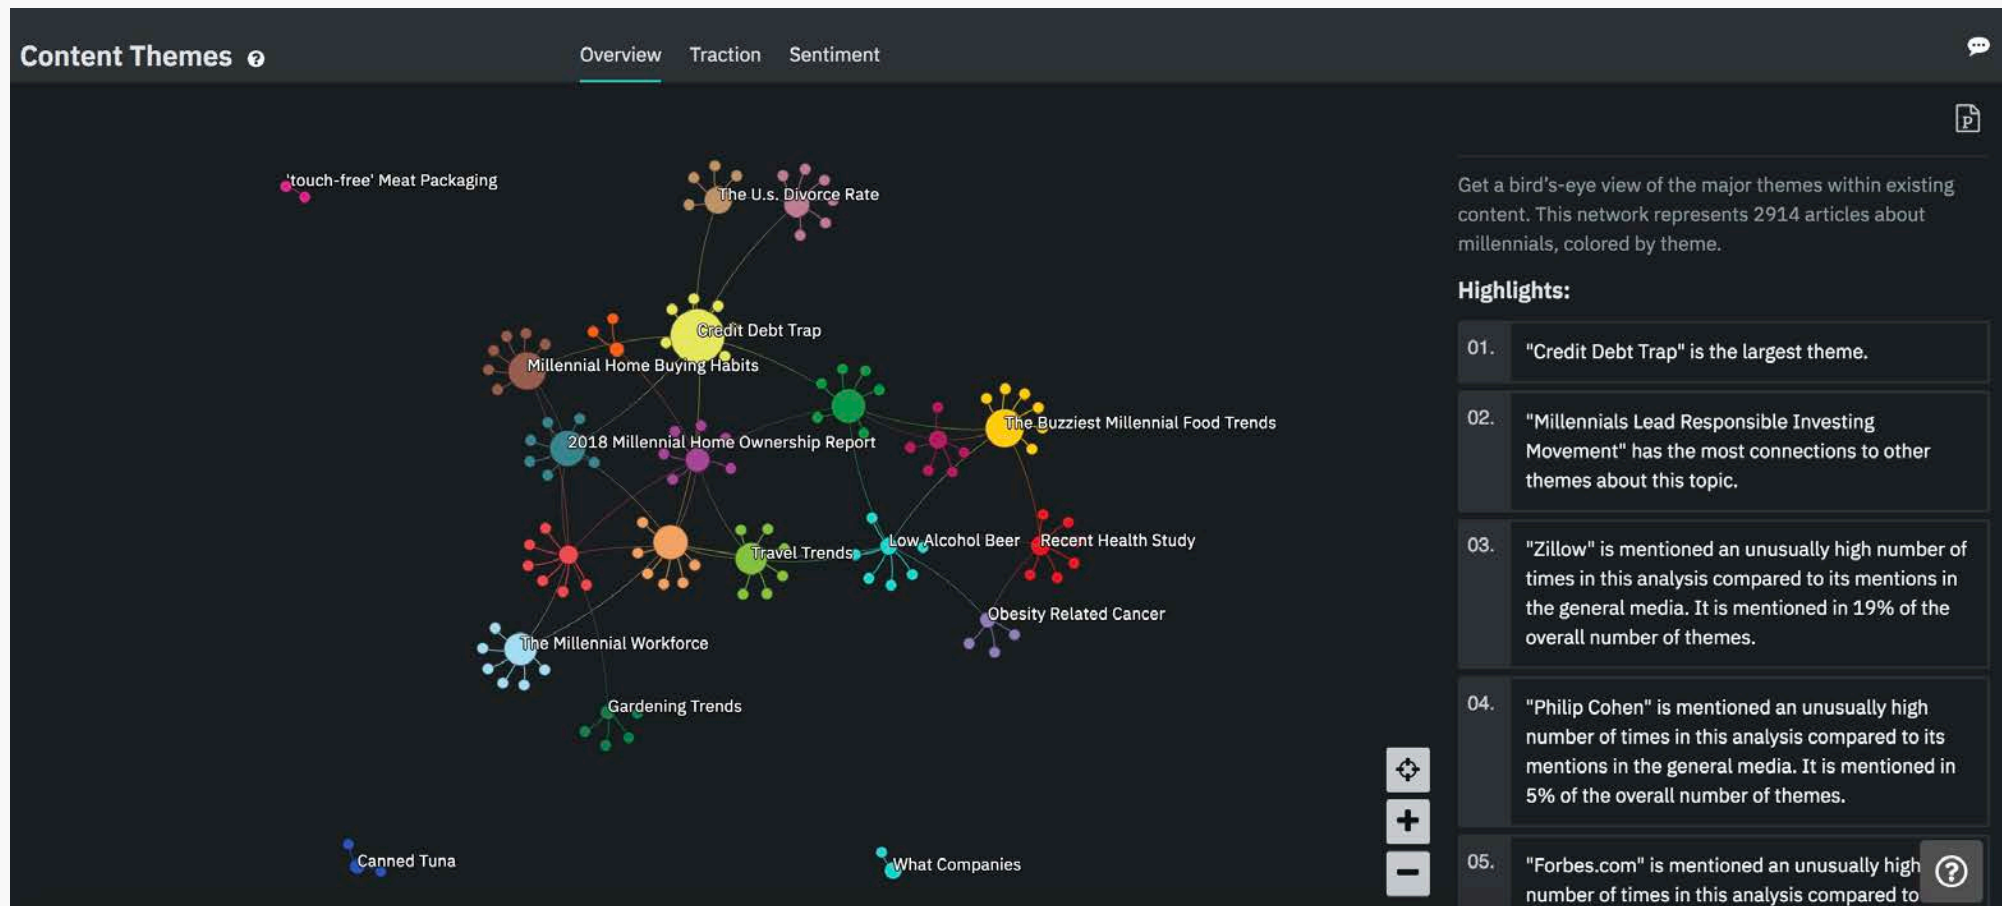 Content Themes ?
Overview Traction Sentiment
P
'touch-free' Meat Packaging
The U.s. Divorce Rate
Credit Debt Trap
Millennial Home Buying Habits
The Buzziest Millennial Food Trends
2018 Millennial Home Ownership Report
Low Alcohol Beer
Recent Health Study
Travel Trends
Obesity Related Cancer
The Millennial Workforce
Gardening Trends
Canned Tuna
What Companies
Get a bird's-eye view of the major themes within existing
content. This network represents 2914 articles about
millennials, colored by theme.
Highlights:
01. "Credit Debt Trap" is the largest theme.
02. "Millennials Lead Responsible Investing
Movement" has the most connections to other
themes about this topic.
03. "Zillow" is mentioned an unusually high number of
times in this analysis compared to its mentions in
the general media. It is mentioned in 19% of the
overall number of themes.
04. "Philip Cohen" is mentioned an unusually high
number of times in this analysis compared to its
mentions in the general media. It is mentioned in
5% of the overall number of themes.
05. "Forbes.com" is mentioned an unusually high
number of times in this analysis compared to
?